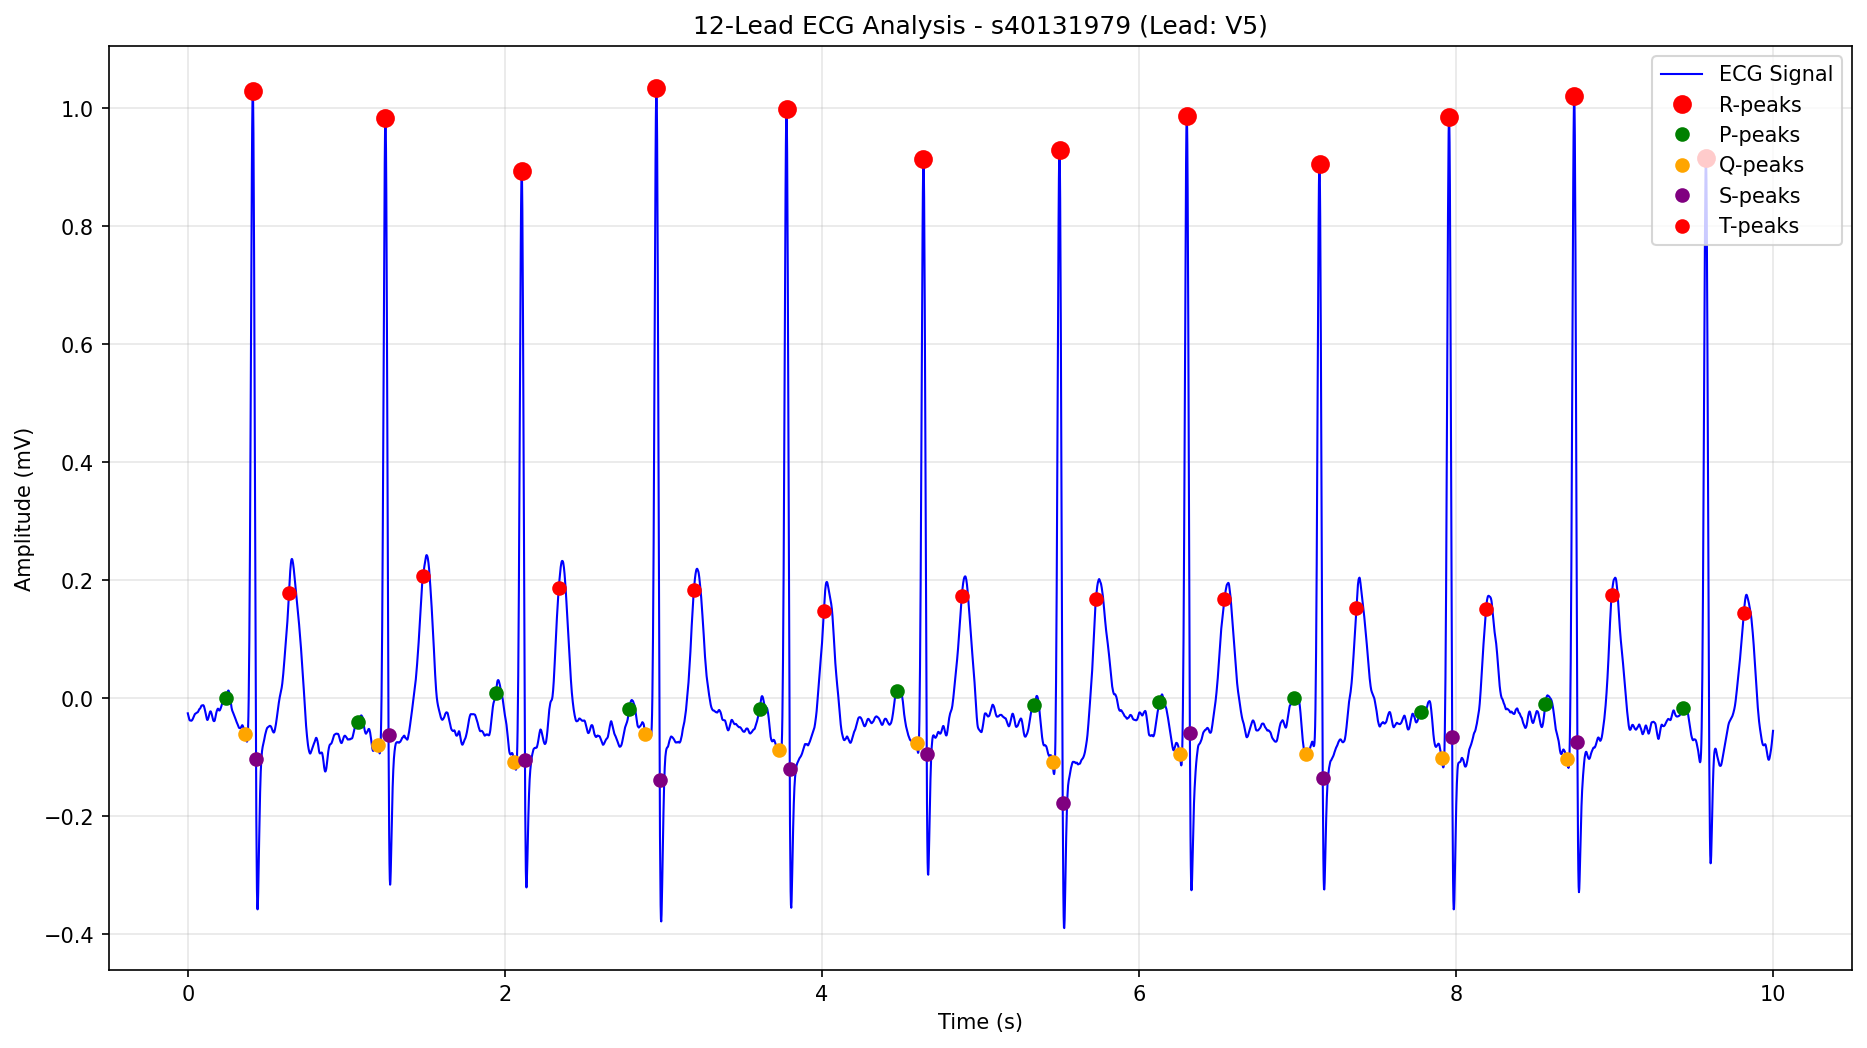 12-Lead ECG Analysis - s40131979 (Lead: V5)
ECG Signal
R-peaks
P-peaks
Q-peaks
S-peaks
T-peaks
Amplitude (mV)
1.0
0.8
0.6
0.4
0.2
0.0
−0.2
−0.4
0
2
4
6
8
10
Time (s)